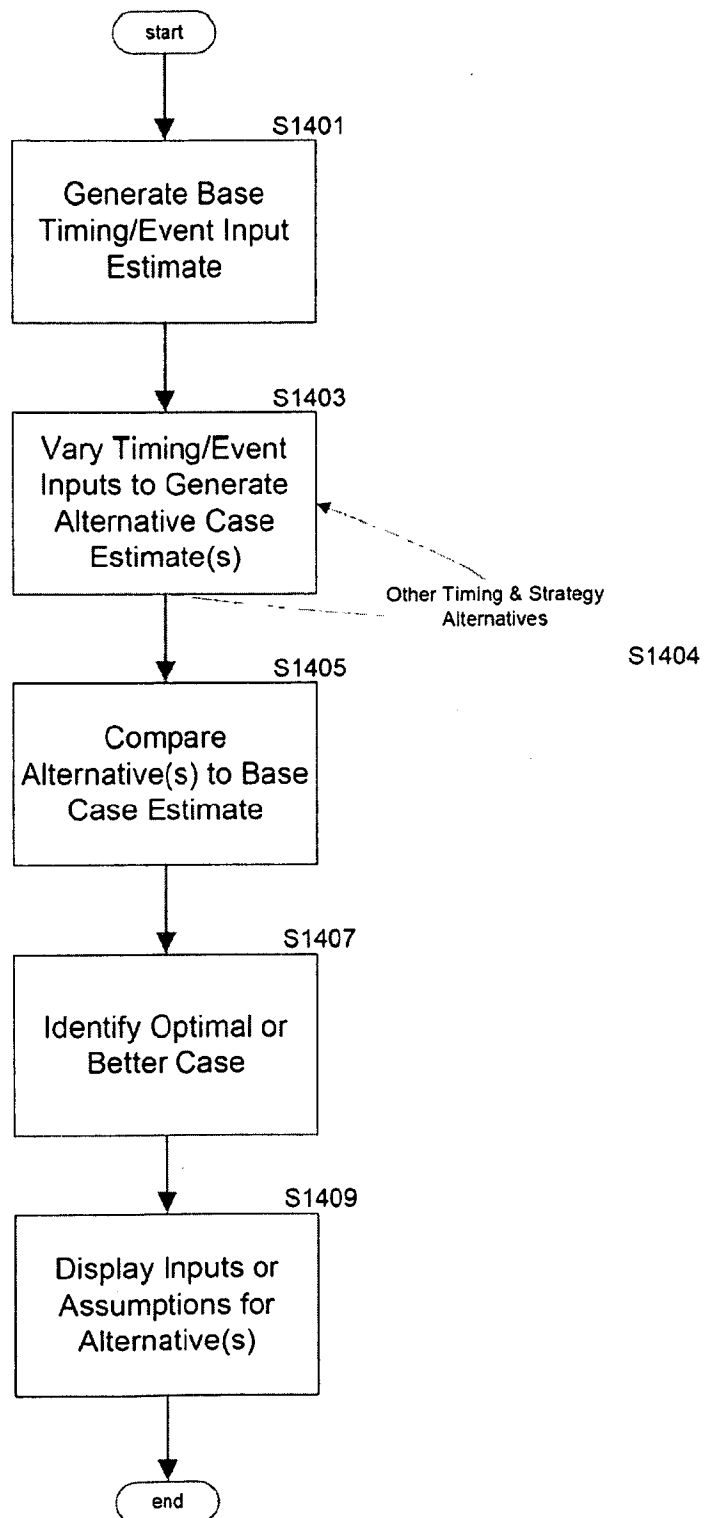 start
S1401
Generate Base
Timing/Event Input
Estimate
S1403
Vary Timing/Event
Inputs to Generate
Alternative Case
Estimate(s)
Other Timing & Strategy
Alternatives
S1404
S1405
Compare
Alternative(s) to Base
Case Estimate
S1407
Identify Optimal or
Better Case
S1409
Display Inputs or
Assumptions for
Alternative(s)
end